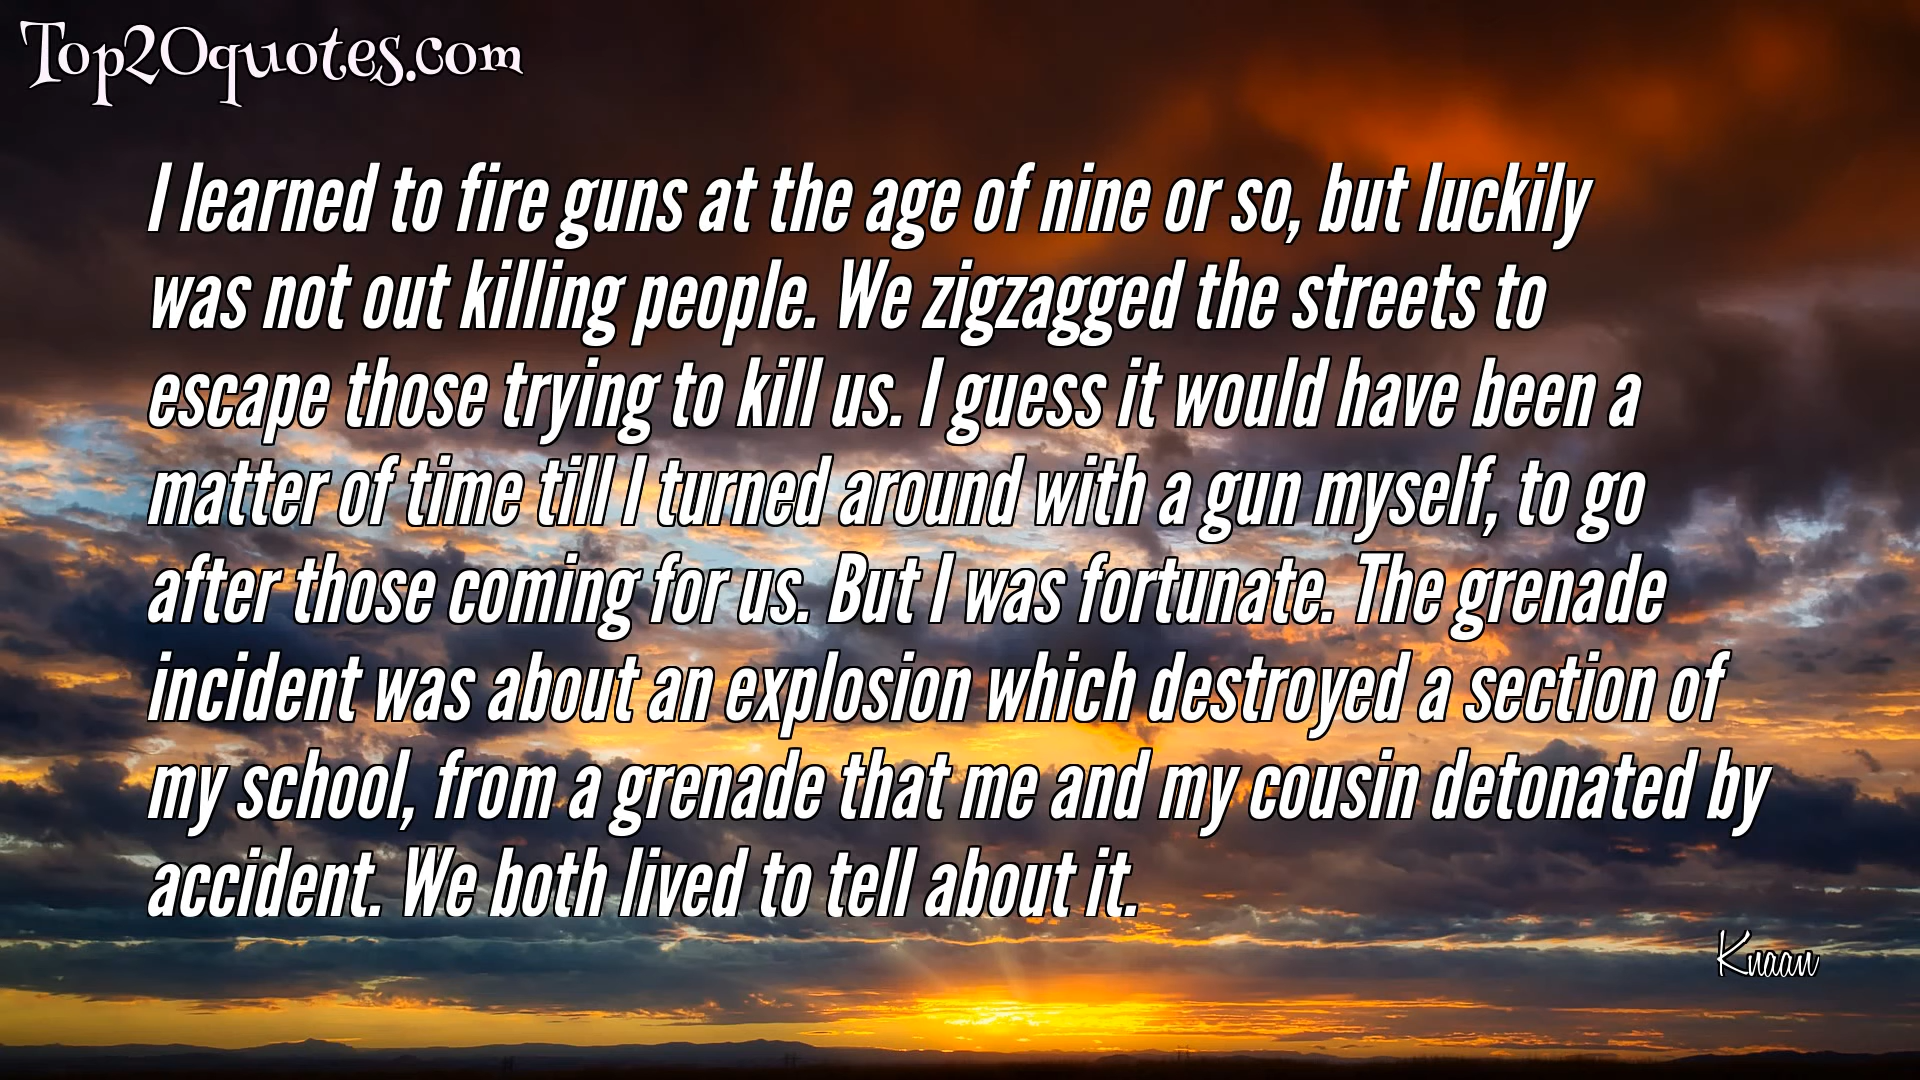 Top20quotes.com
I learned to fire guns at the age of nine or so, but luckily
was not out killing people. We zigzagged the streets to
escape those trying to kill us. I guess it would have been a
matter of time till I turned around with a gun myself, to go
after those coming for us. But I was fortunate. The grenade
incident was about an explosion which destroyed a section of
my school, from a grenade that me and my cousin detonated by
accident. We both lived to tell about it.
Knaan